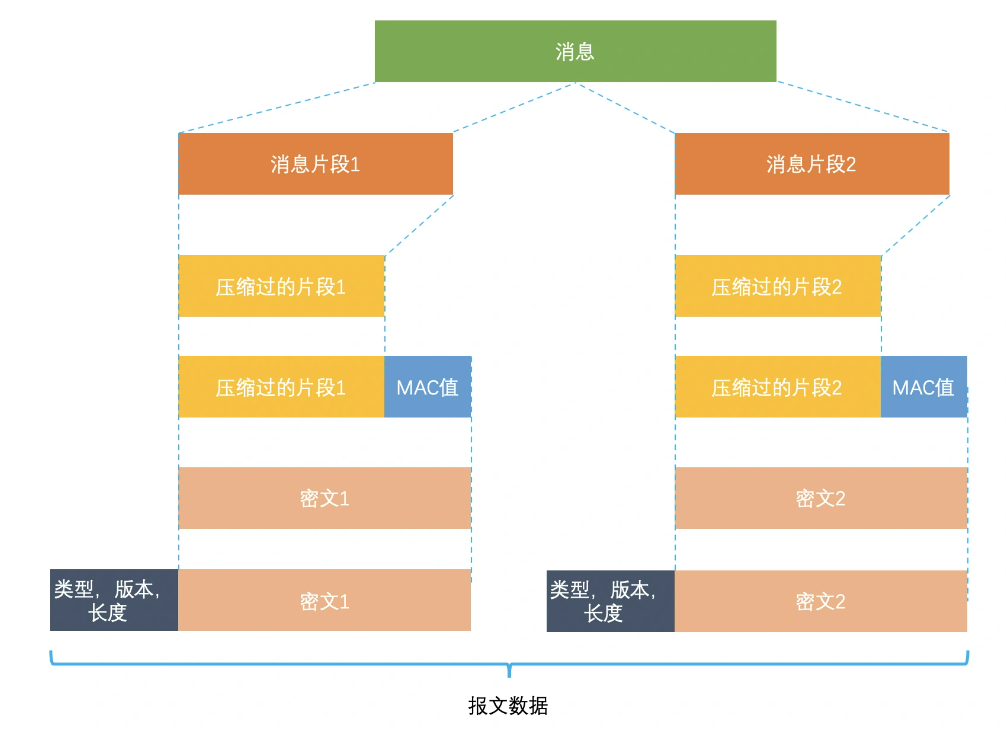 消息
消息片段1
消息片段2
压缩过的片段1
压缩过的片段2
压缩过的片段1
MAC值
压缩过的片段2
MAC值
密文1
密文2
类型，版本，
长度
密文1
类型，版本，
长度
密文2
报文数据